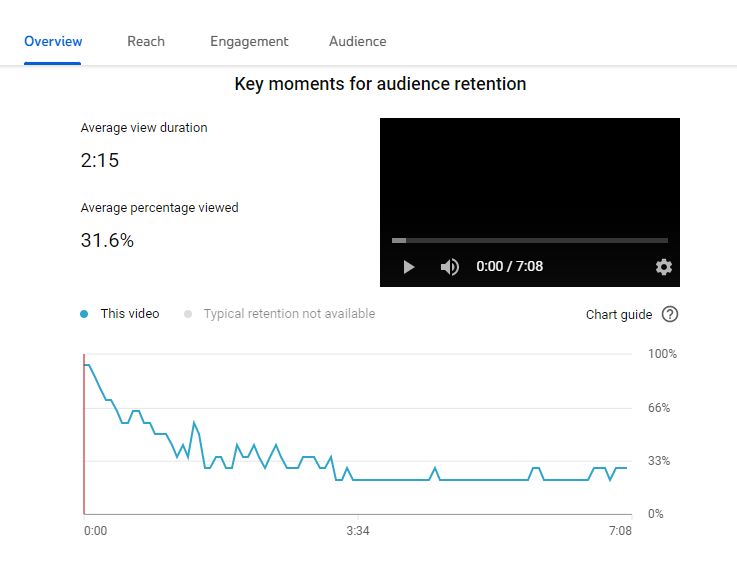 Overview Reach Engagement Audience
Key moments for audience retention
Average view duration
2:15
Average percentage viewed
31.6%
0:00 / 7:08
This video Typical retention not available Chart guide ?
100%
66%
33%
0%
0:00 3:34 7:08